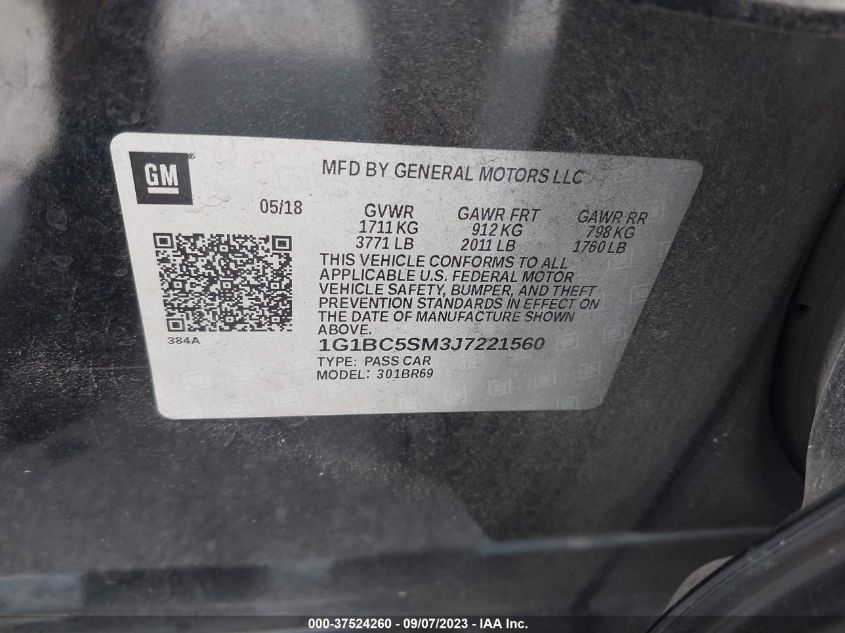 GM
MFD BY GENERAL MOTORS LLC
05/18 GVWR GAWR FRT GAWR RR
1711 KG 912 KG 798 KG
3771 LB 2011 LB 1760 LB
THIS VEHICLE CONFORMS TO ALL
APPLICABLE U.S. FEDERAL MOTOR
VEHICLE SAFETY, BUMPER, AND THEFT
PREVENTION STANDARDS IN EFFECT ON
THE DATE OF MANUFACTURE SHOWN
ABOVE.
384A
1G1BC5SM3J7221560
TYPE: PASS CAR
MODEL: 301BR69
000-37524260 - 09/07/2023 - IAA Inc.